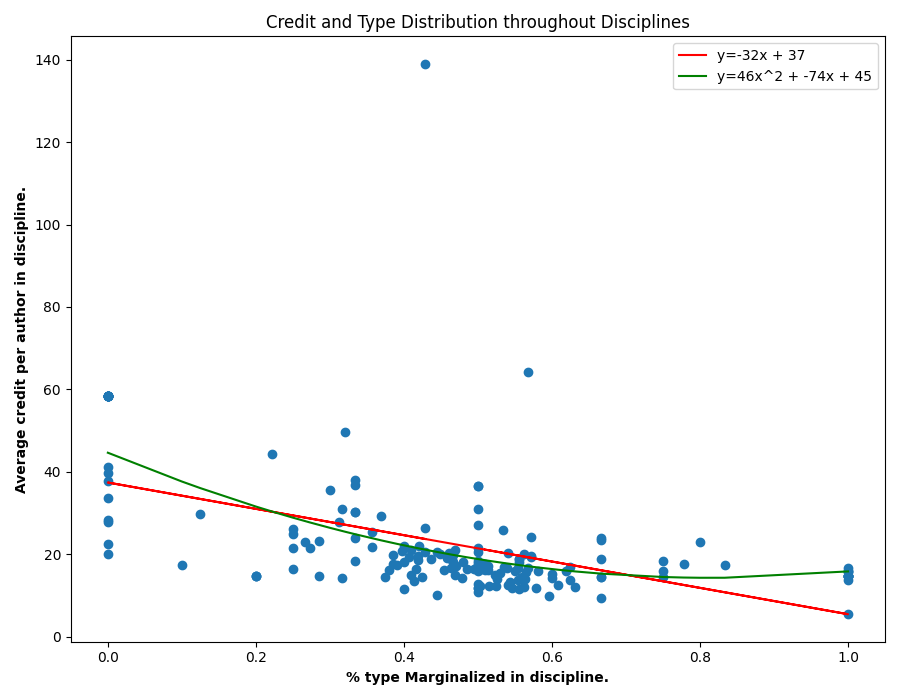 Credit and Type Distribution throughout Disciplines
y=-32x + 37
y=46x^2 + -74x + 45
140
120
100
80
60
40
20
0
Average credit per author in discipline.
0.0 0.2 0.4 0.6 0.8 1.0
% type Marginalized in discipline.